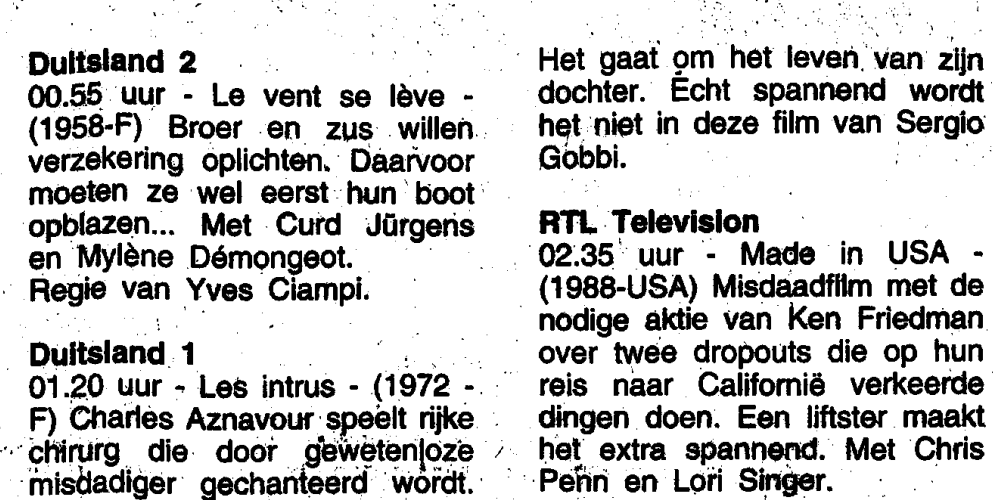 Duitsland 2
00.55 uur - Le vent se lève -
(1958-F) Broer en zus willen
verzekering oplichten. Daarvoor
moeten ze wel eerst hun boot
opblazen... Met Curd Jürgens
en Mylène Démongeot.
Regie van Yves Ciampi.
Duitsland 1
01.20 uur - Les intrus - (1972 -
F) Charles Aznavour speelt rijke
chirurg die door gewetenloze
misdadiger gechanteerd wordt.
Het gaat om het leven van zijn
dochter. Écht spannend wordt
het niet in deze film van Sergio
Gobbi.
RTL Television
02.35 uur - Made in USA -
(1988-USA) Misdaadfilm met de
nodige aktie van Ken Friedman
over twee dropouts die op hun
reis naar Californië verkeerde
dingen doen. Een liftster maakt
het extra spannend. Met Chris
Penn en Lori Singer.